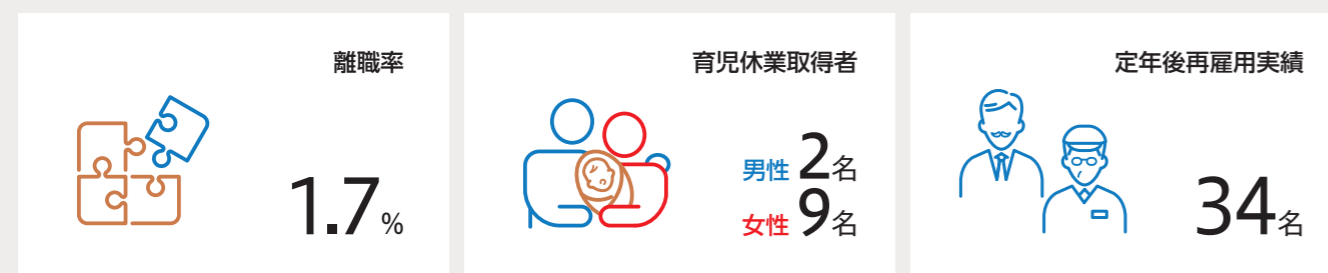 離職率
1.7%
育児休業取得者
男性 2名
女性 9名
定年後再雇用実績
34名